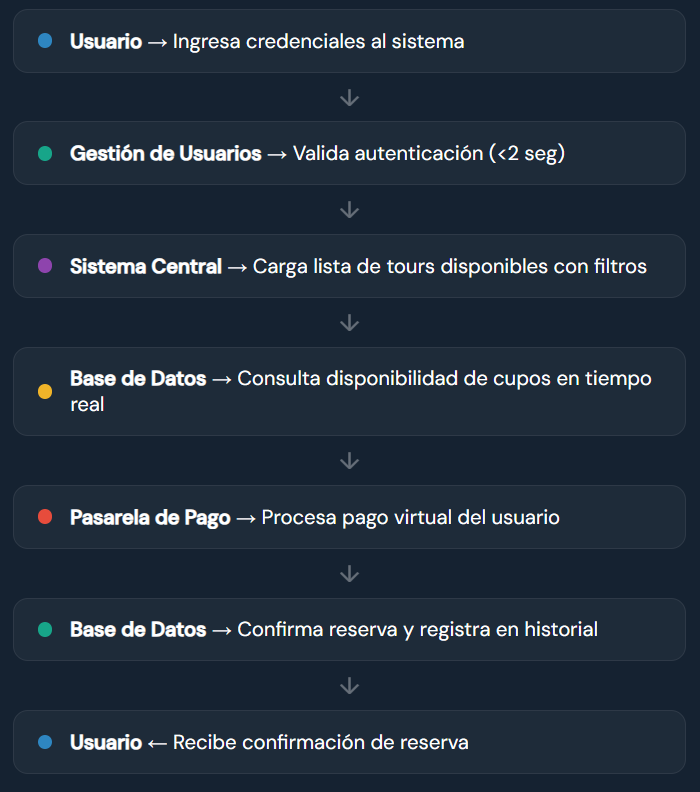 Usuario → Ingresa credenciales al sistema
Gestión de Usuarios → Valida autenticación (<2 seg)
Sistema Central → Carga lista de tours disponibles con filtros
Base de Datos → Consulta disponibilidad de cupos en tiempo
real
Pasarela de Pago → Procesa pago virtual del usuario
Base de Datos → Confirma reserva y registra en historial
Usuario ← Recibe confirmación de reserva